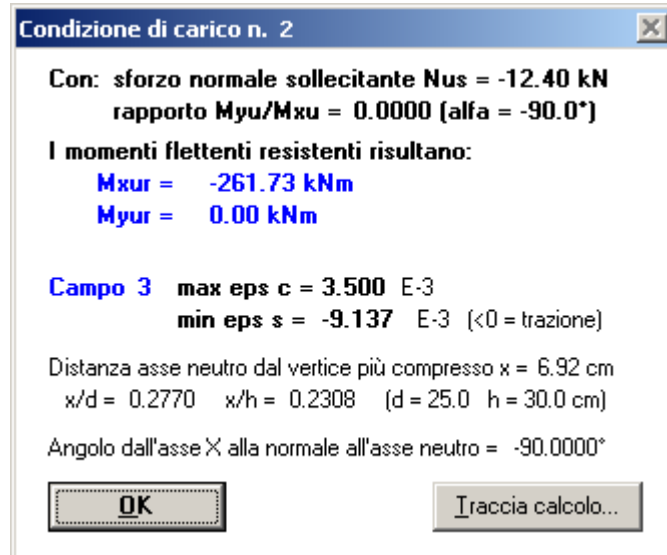 Condizione di carico n. 2
Con: sforzo normale sollecitante Nus = -12.40 kN
rapporto Myu/Mxu = 0.0000 (alfa = -90.0°)
I momenti flettenti resistenti risultano:
Mxur = -261.73 kNm
Myur = 0.00 kNm
Campo 3 max eps c = 3.500 E-3
min eps s = -9.137 E-3 (<0 = trazione)
Distanza asse neutro dal vertice più compresso x = 6.92 cm
x/d = 0.2770 x/h = 0.2308 (d = 25.0 h = 30.0 cm)
Angolo dall'asse X alla normale all'asse neutro = -90.0000°
OK Traccia calcolo...